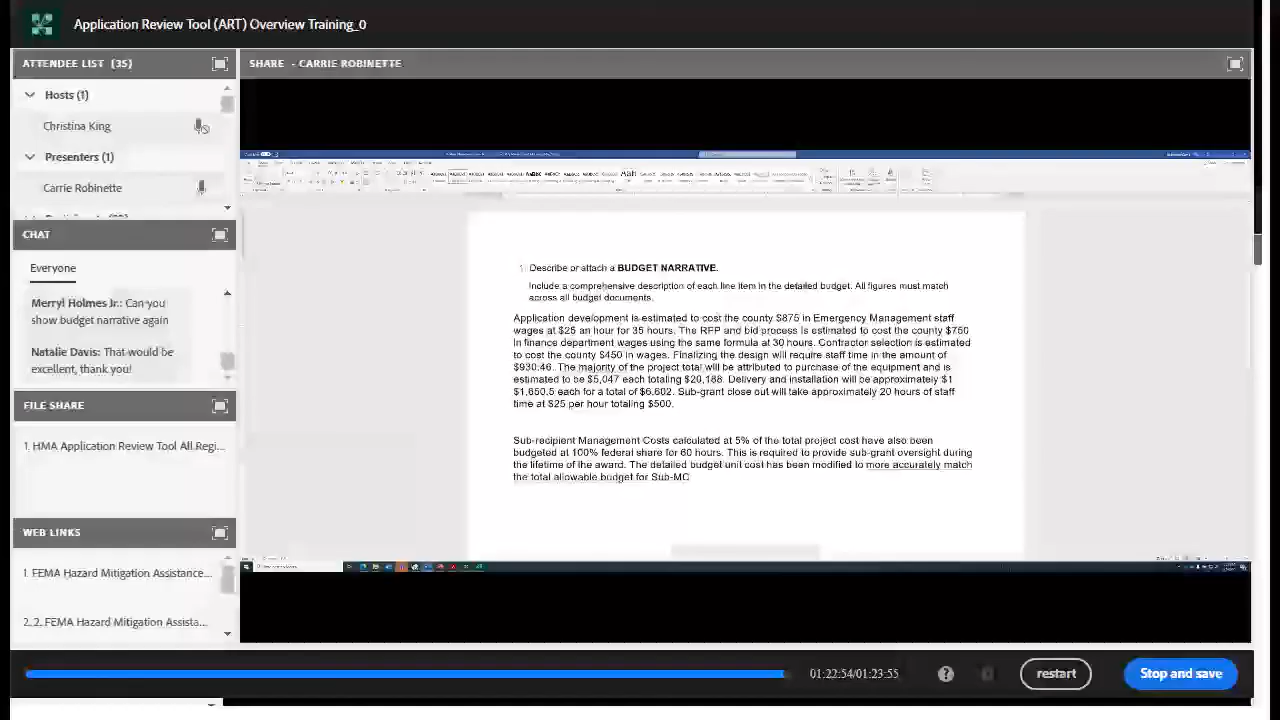 Application Review Tool (ART) Overview Training_0
ATTENDEE LIST (35)
Hosts (1)
Christina King
Presenters (1)
Carrie Robinette
CHAT
Everyone
Merryl Holmes Jr.: Can you
show budget narrative again
Natalie Davis: That would be
excellent, thank you!
FILE SHARE
1. HMA Application Review Tool All Regi...
WEB LINKS
1. FEMA Hazard Mitigation Assistance...
2. 2. FEMA Hazard Mitigation Assista...
SHARE - CARRIE ROBINETTE
1. Describe or attach a BUDGET NARRATIVE.
Include a comprehensive description of each line item in the detailed budget. All figures must match
across all budget documents.
Application development is estimated to cost the county $875 in Emergency Management staff
wages at $25 an hour for 35 hours. The RFP and bid process is estimated to cost the county $750
in finance department wages using the same formula at 30 hours. Contractor selection is estimated
to cost the county $450 in wages. Finalizing the design will require staff time in the amount of
$930.46. The majority of the project total will be attributed to purchase of the equipment and is
estimated to be $5,047 each totaling $20,188. Delivery and installation will be approximately $1
$1,650.5 each for a total of $6,602. Sub-grant close out will take approximately 20 hours of staff
time at $25 per hour totaling $500.
Sub-recipient Management Costs calculated at 5% of the total project cost have also been
budgeted at 100% federal share for 60 hours. This is required to provide sub-grant oversight during
the lifetime of the award. The detailed budget unit cost has been modified to more accurately match
the total allowable budget for Sub-MC
01:22:54/01:23:55
restart
Stop and save